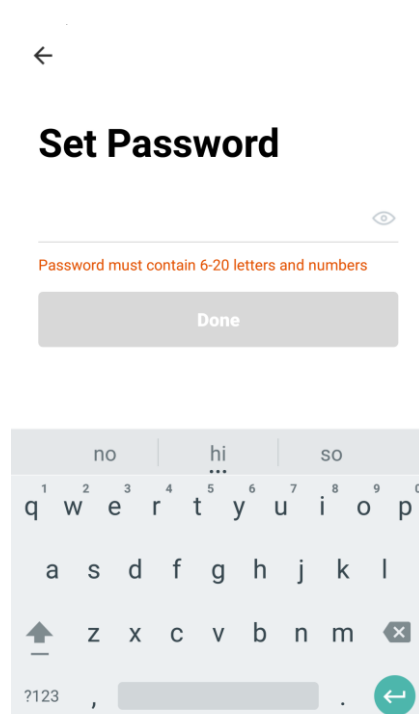 Set Password
Password must contain 6-20 letters and numbers
Done
no hi so
1 2 3 4 5 6 7 8 9 0
q w e r t y u i o p
a s d f g h j k l
z x c v b n m
?123 , .